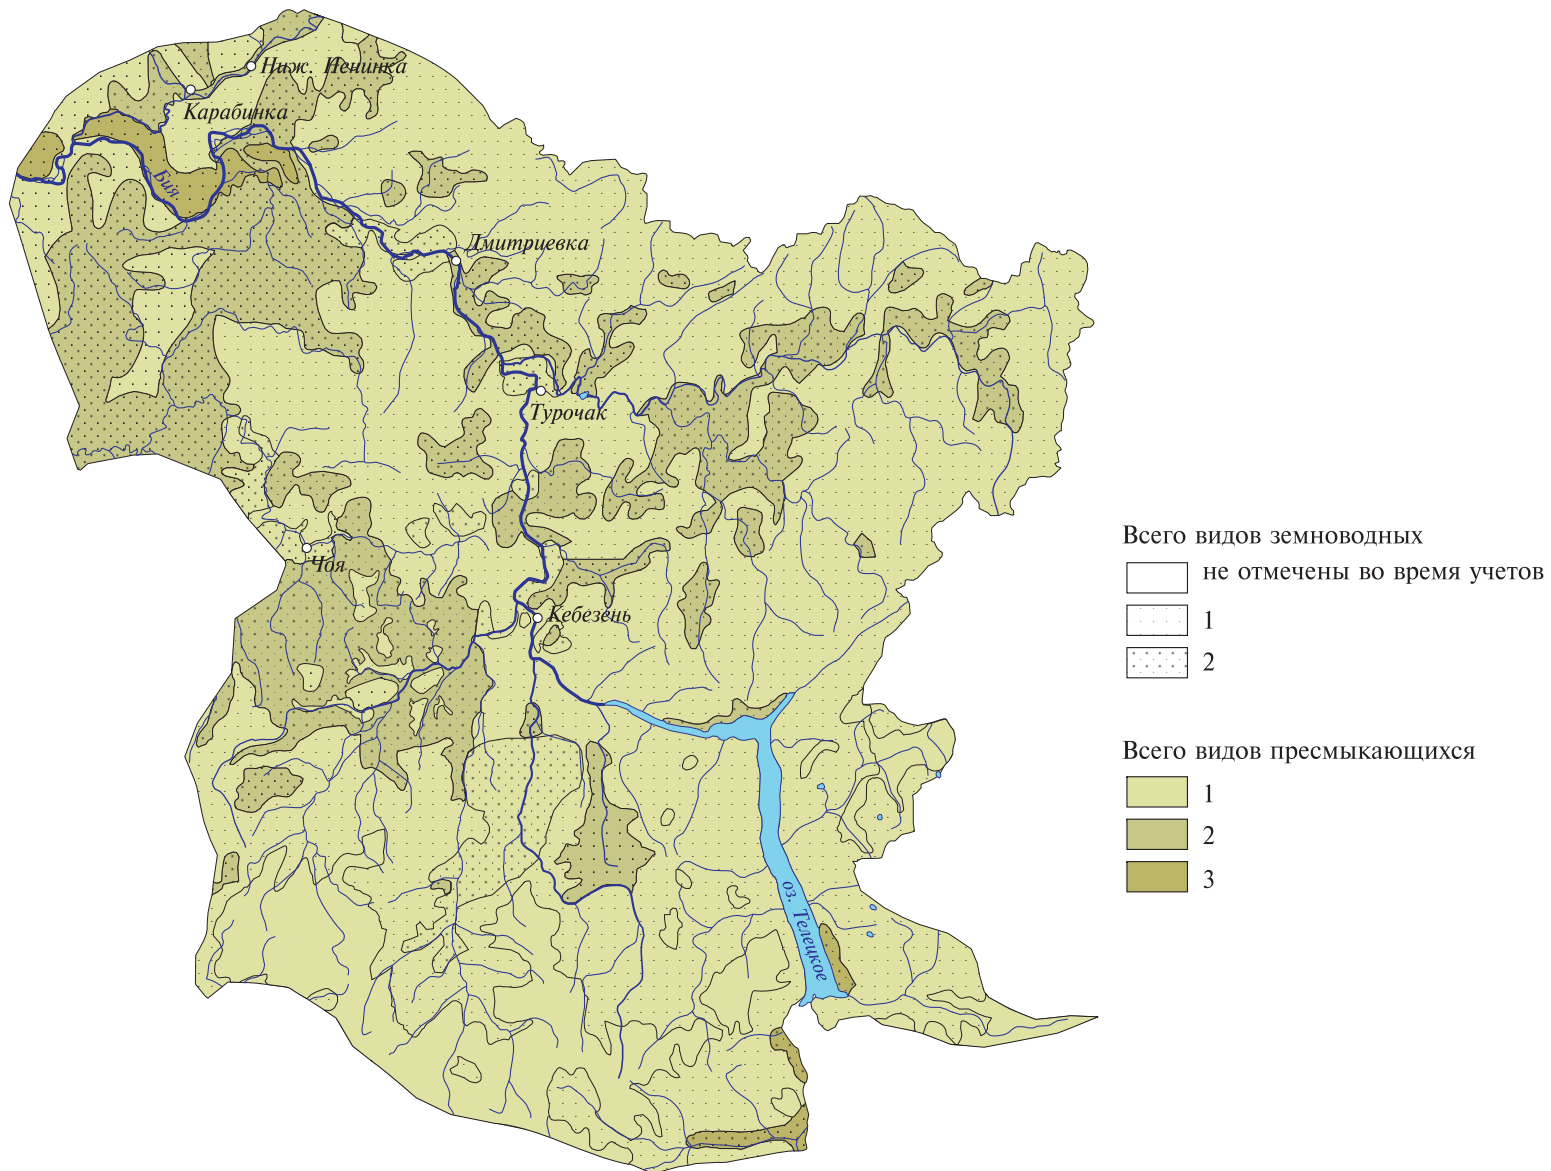 Ниж. Ненинка
Карабинка
Бия
Дмитриевка
Турочак
Чоя
Кебезень
оз. Телецкое
Всего видов земноводных
не отмечены во время учетов
1
2
Всего видов пресмыкающихся
1
2
3